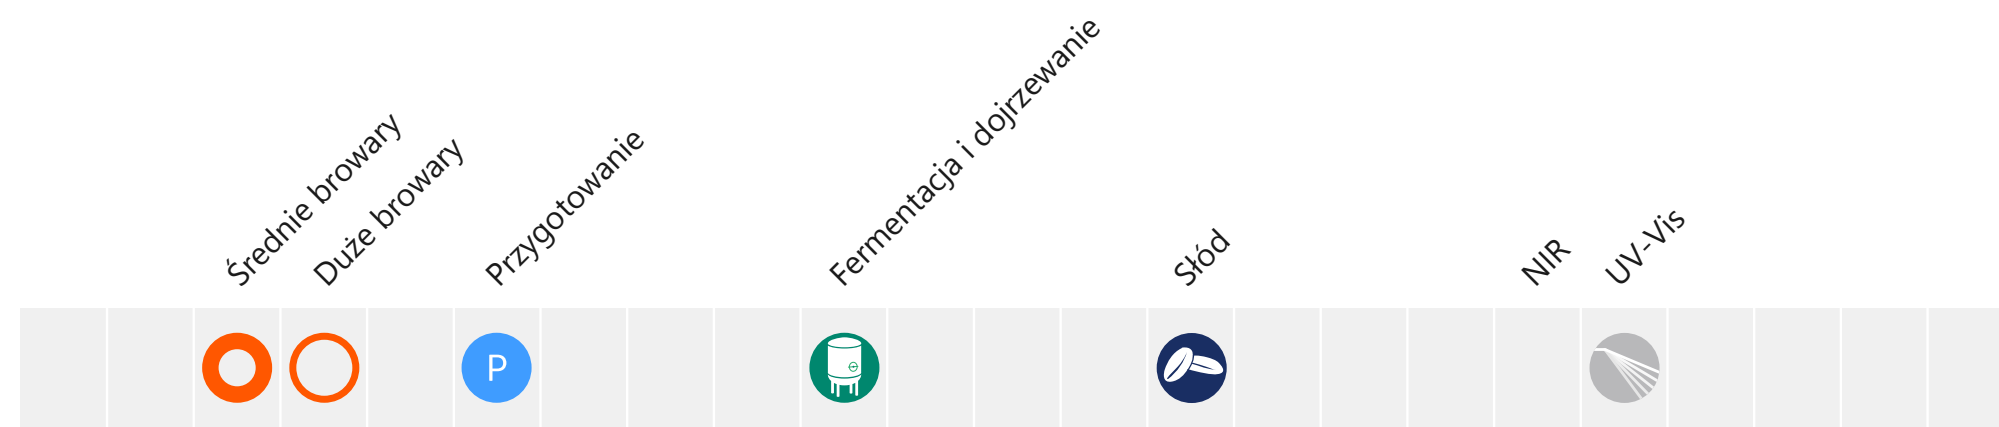 Średnie browary
Duże browary
Przygotowanie
Fermentacja i dojrzewanie
Słód
NIR
UV-Vis
P